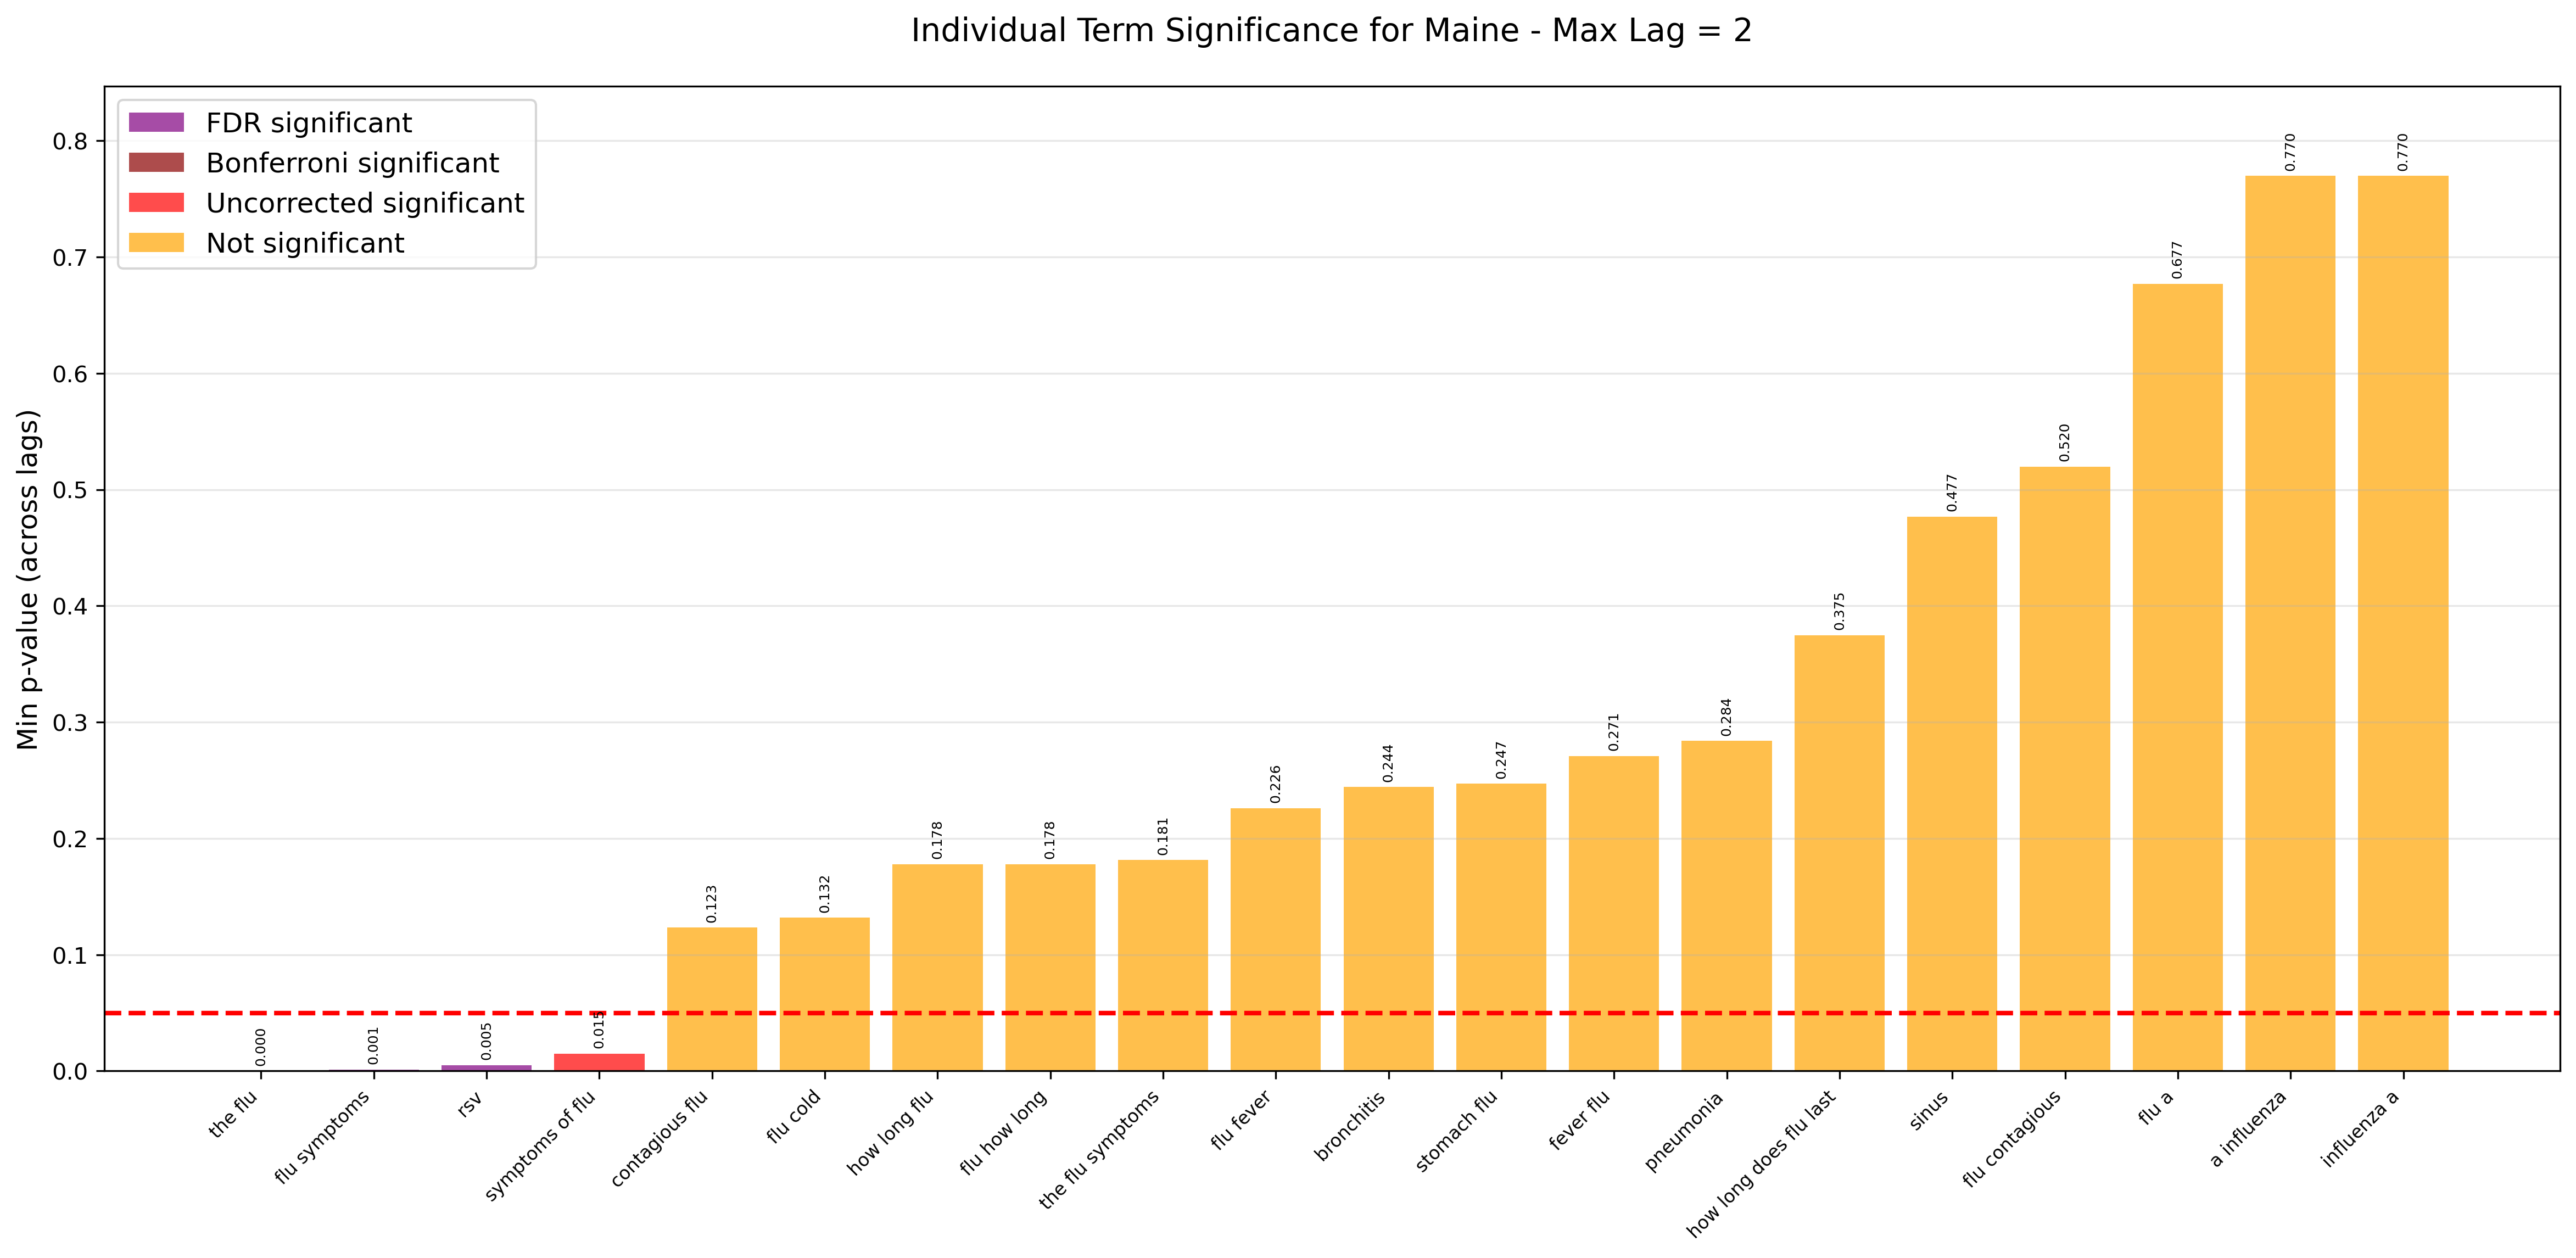 Individual Term Significance for Maine - Max Lag = 2
FDR significant
Bonferroni significant
Uncorrected significant
Not significant
Min p-value (across lags)
0.8
0.7
0.6
0.5
0.4
0.3
0.2
0.1
0.0
0.000
0.001
0.005
0.015
0.123
0.132
0.178
0.178
0.181
0.226
0.244
0.247
0.271
0.284
0.375
0.477
0.520
0.677
0.770
0.770
the flu
flu symptoms
rsv
symptoms of flu
contagious flu
flu cold
how long flu
flu how long
the flu symptoms
flu fever
bronchitis
stomach flu
fever flu
pneumonia
how long does flu last
sinus
flu contagious
flu a
a influenza
influenza a